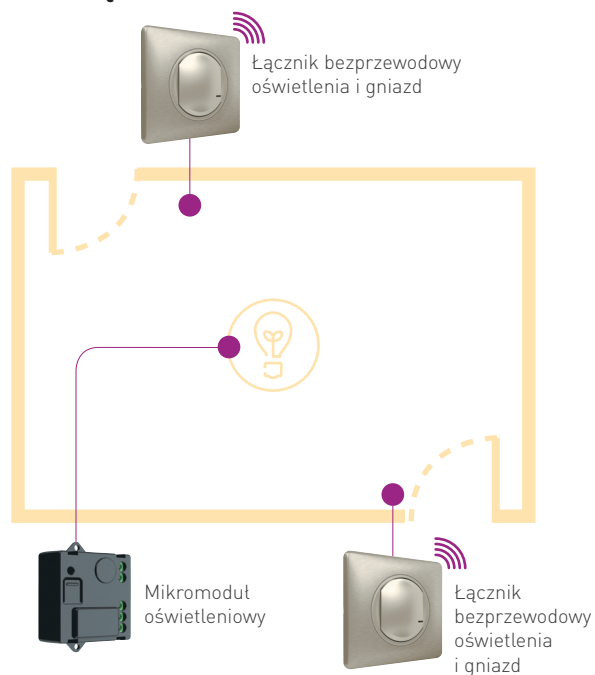 Łącznik bezprzewodowy
oświetlenia i gniazd
Mikromoduł
oświetleniowy
Łącznik
bezprzewodowy
oświetlenia
i gniazd